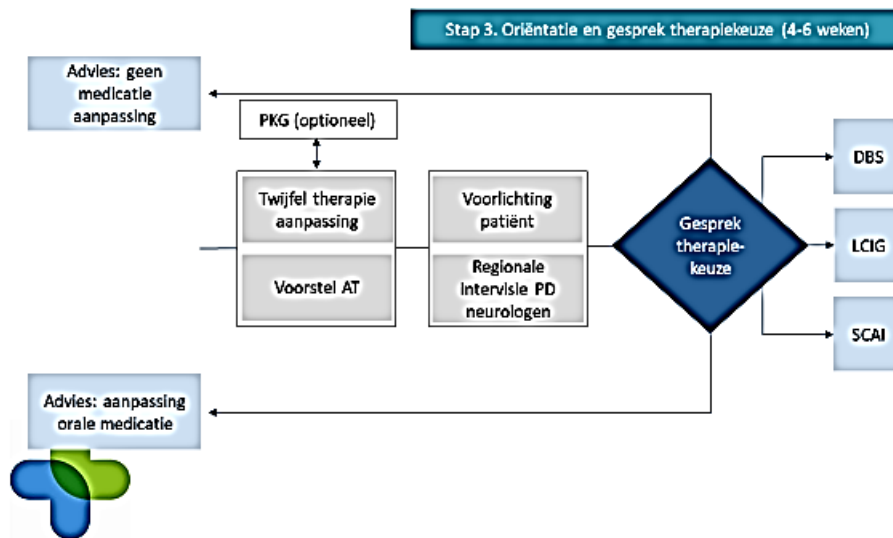 Stap 3. Oriëntatie en gesprek therapiekeuze (4-6 weken)
Advies: geen
medicatie
aanpassing
PKG (optioneel)
Twijfel therapie
aanpassing
Voorstel AT
Voorlichting
patiënt
Regionale
intervisie PD
neurologen
Gesprek
therapie-
keuze
DBS
LCIG
SCAI
Advies: aanpassing
orale medicatie